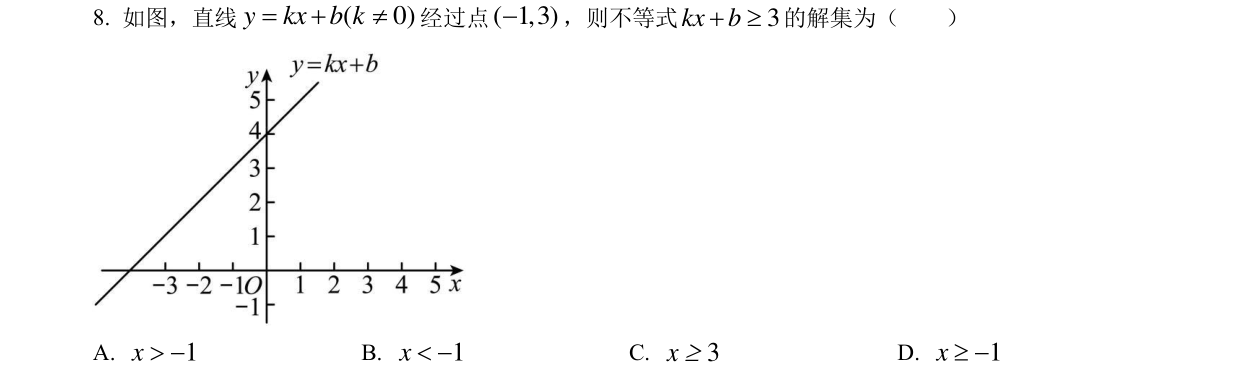 8. 如图，直线 y = kx + b(k ≠ 0) 经过点 (−1,3)，则不等式 kx + b ≥ 3 的解集为（　　）
y
y=kx+b
5
4
3
2
1
−3 −2 −1 O 1 2 3 4 5 x
−1
A. x > −1 B. x < −1 C. x ≥ 3 D. x ≥ −1